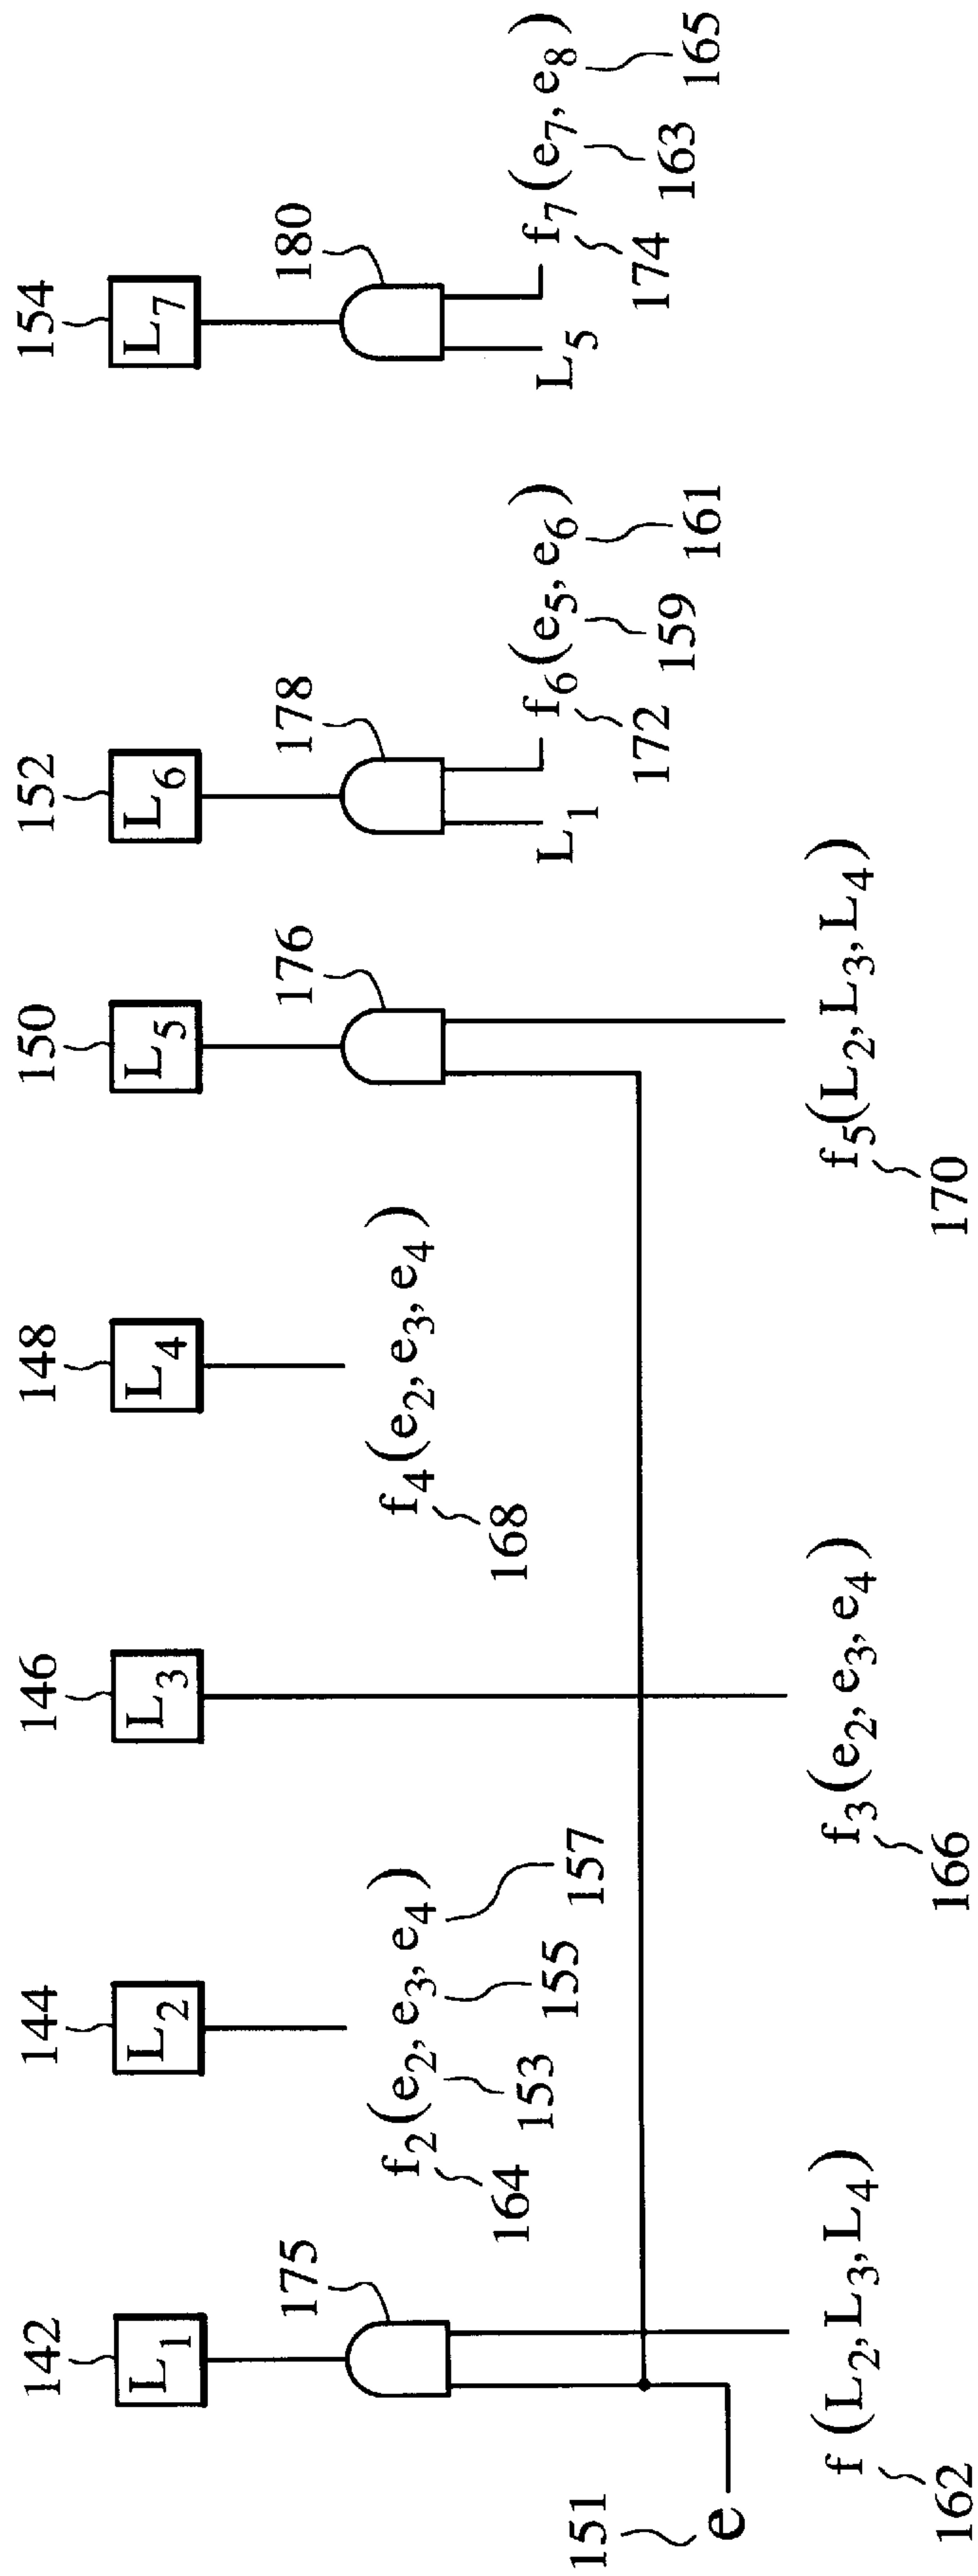 142 144 146 148 150 152 154
L1 L2 L3 L4 L5 L6 L7
175 176 178 180
f2 (e2, e3, e4) f4 (e2, e3, e4) L1 f6 (e5, e6) L5 f7 (e7, e8)
164 153 155 157 168 172 159 161 174 163 165
151
e
f (L2, L3, L4) f3 (e2, e3, e4) f5 (L2, L3, L4)
162 166 170